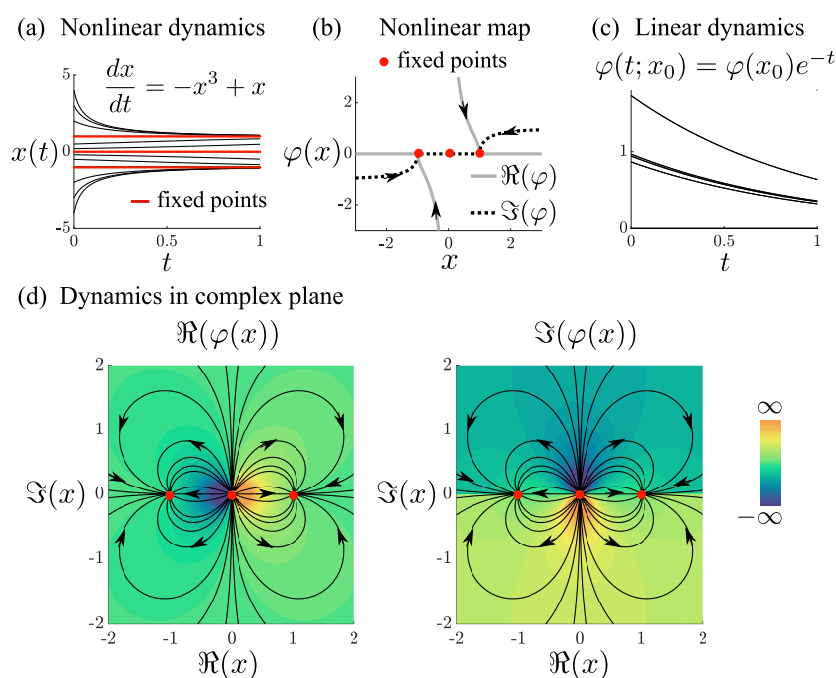 (a) Nonlinear dynamics
dx/dt = −x³ + x
5
x(t) 0
-5
fixed points
0 0.5 1
t
(b) Nonlinear map
fixed points
2
φ(x) 0
-2
ℜ(φ)
ℑ(φ)
-2 0 2
x
(c) Linear dynamics
φ(t; x₀) = φ(x₀)e⁻ᵗ
1
0
0 0.5 1
t
(d) Dynamics in complex plane
ℜ(φ(x))
2
1
ℑ(x) 0
-1
-2
-2 -1 0 1 2
ℜ(x)
ℑ(φ(x))
2
1
ℑ(x) 0
-1
-2
-2 -1 0 1 2
ℜ(x)
∞
−∞